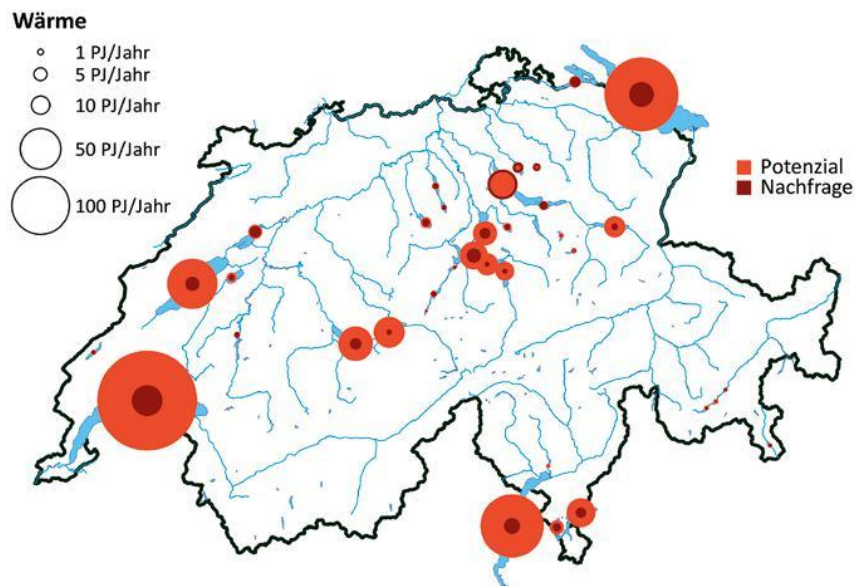 Wärme
1 PJ/Jahr
5 PJ/Jahr
10 PJ/Jahr
50 PJ/Jahr
100 PJ/Jahr
Potenzial
Nachfrage